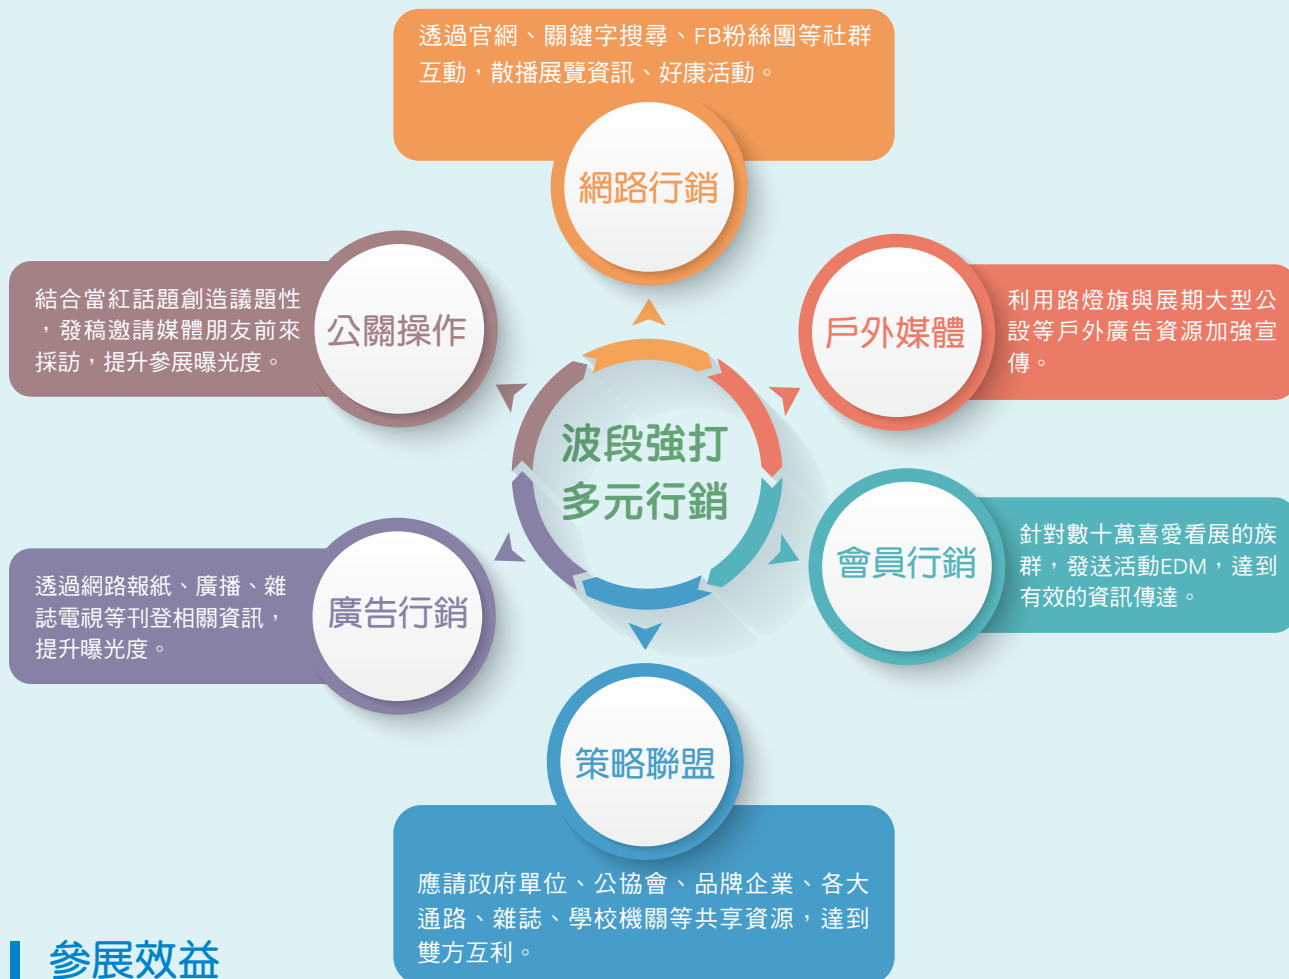 透過官網、關鍵字搜尋、FB粉絲團等社群
互動，散播展覽資訊、好康活動。
網路行銷
結合當紅話題創造議題性
，發稿邀請媒體朋友前來
採訪，提升參展曝光度。
公關操作
戶外媒體
利用路燈旗與展期大型公
設等戶外廣告資源加強宣
傳。
波段強打
多元行銷
會員行銷
針對數十萬喜愛看展的族
群，發送活動EDM，達到
有效的資訊傳達。
透過網路報紙、廣播、雜
誌電視等刊登相關資訊，
提升曝光度。
廣告行銷
策略聯盟
應請政府單位、公協會、品牌企業、各大
通路、雜誌、學校機關等共享資源，達到
雙方互利。
參展效益